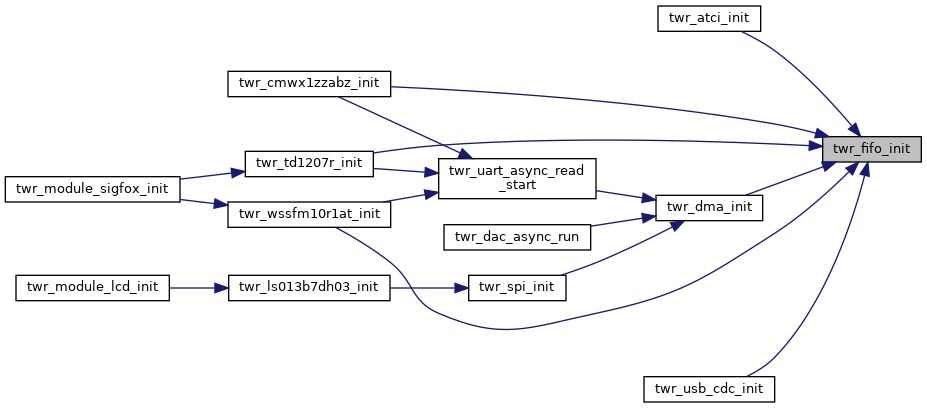 twr_atci_init
twr_cmwx1zzabz_init
twr_fifo_init
twr_td1207r_init
twr_uart_async_read
_start
twr_module_sigfox_init
twr_dma_init
twr_wssfm10r1at_init
twr_dac_async_run
twr_module_lcd_init
twr_ls013b7dh03_init
twr_spi_init
twr_usb_cdc_init